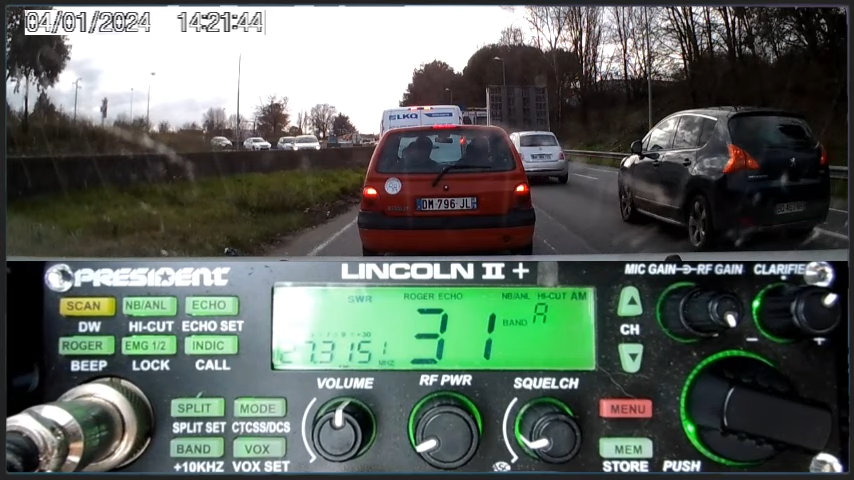 04/01/2024 14:21:44
LKQ
DM 796 JL
PRESIDENT
LINCOLN II +
MIC GAIN RF GAIN CLARIFIE
SCAN NB/ANL ECHO
DW HI-CUT ECHO SET
ROGER EMG 1/2 INDIC
BEEP LOCK CALL
SWR ROGER ECHO NB/ANL HI-CUT AM
31 BAND A
MHZ
CH
VOLUME RF PWR SQUELCH
SPLIT MODE
SPLIT SET CTCSS/DCS
BAND VOX
+10KHZ VOX SET
MENU
MEM
STORE PUSH
- +